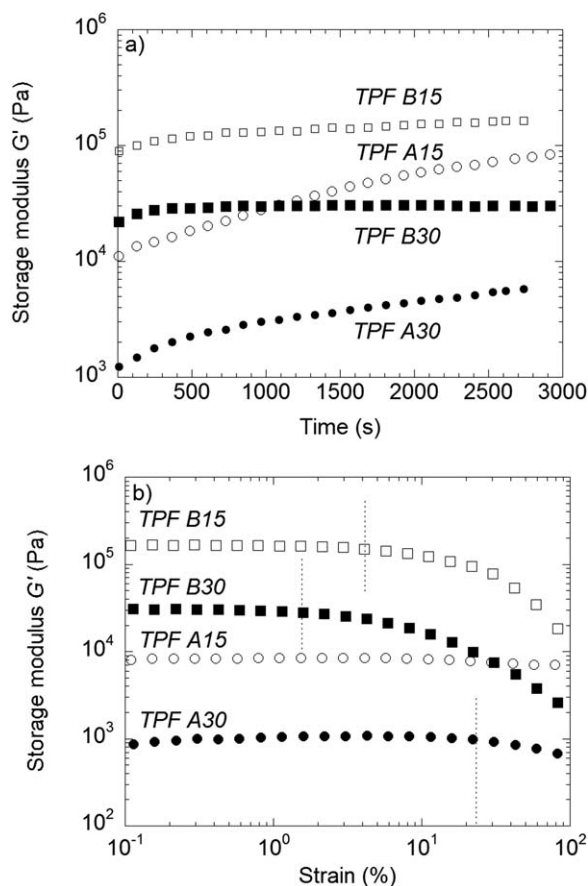 a)
10^6
10^5
10^4
10^3
Storage modulus G' (Pa)
TPF B15
TPF A15
TPF B30
TPF A30
0 500 1000 1500 2000 2500 3000
Time (s)
b)
10^6
10^5
10^4
10^3
10^2
Storage modulus G' (Pa)
TPF B15
TPF B30
TPF A15
TPF A30
10^-1 10^0 10^1 10^2
Strain (%)